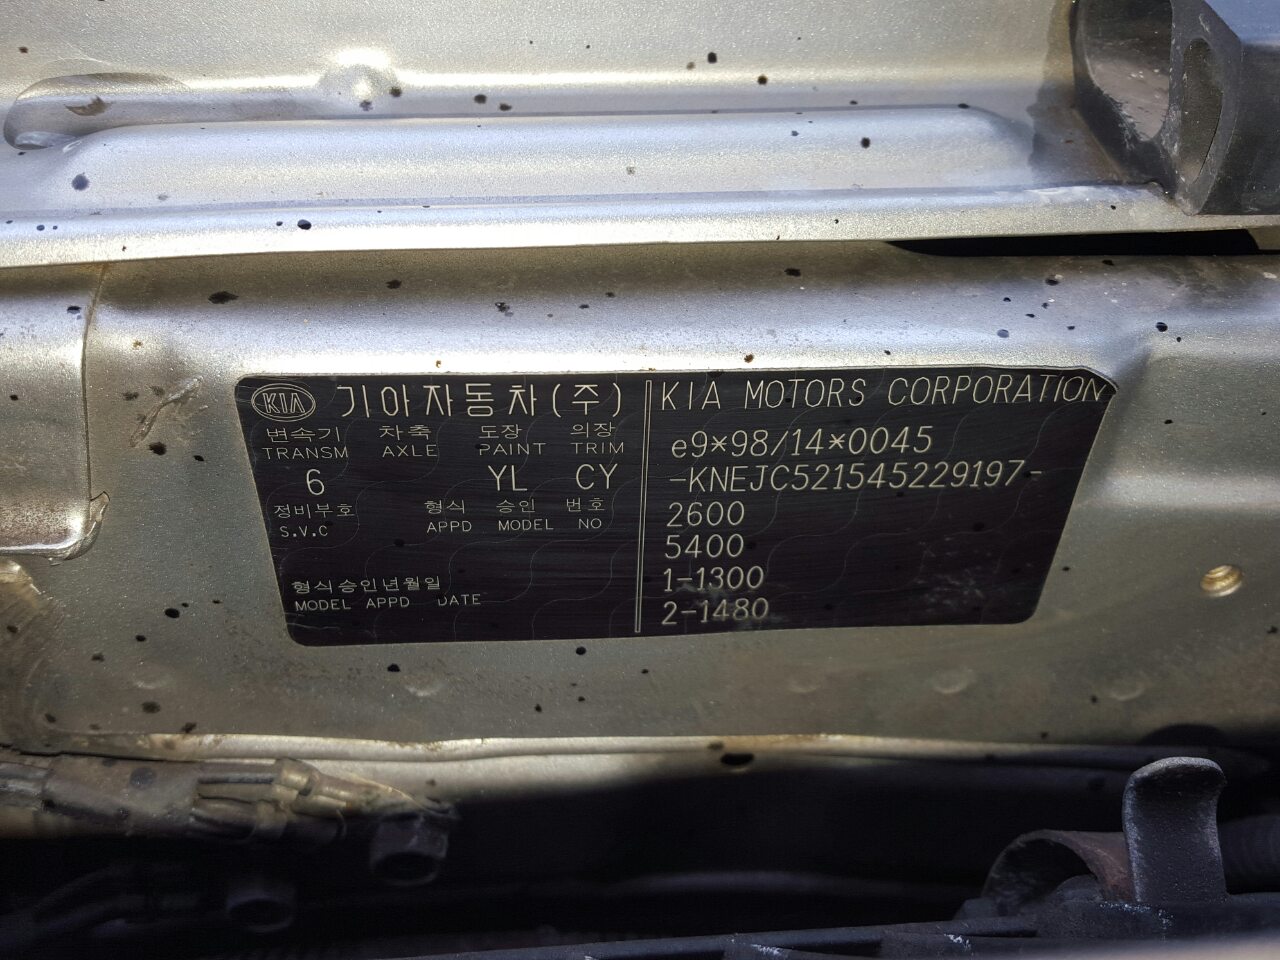 KIA 기아자동차(주)
변속기 차축 도장 의장
TRANSM AXLE PAINT TRIM
6 YL CY
정비부호 형식 승인 번호
S.V.C APPD MODEL NO
형식승인년월일
MODEL APPD DATE
KIA MOTORS CORPORATION
e9*98/14*0045
-KNEJC521545229197-
2600
5400
1-1300
2-1480